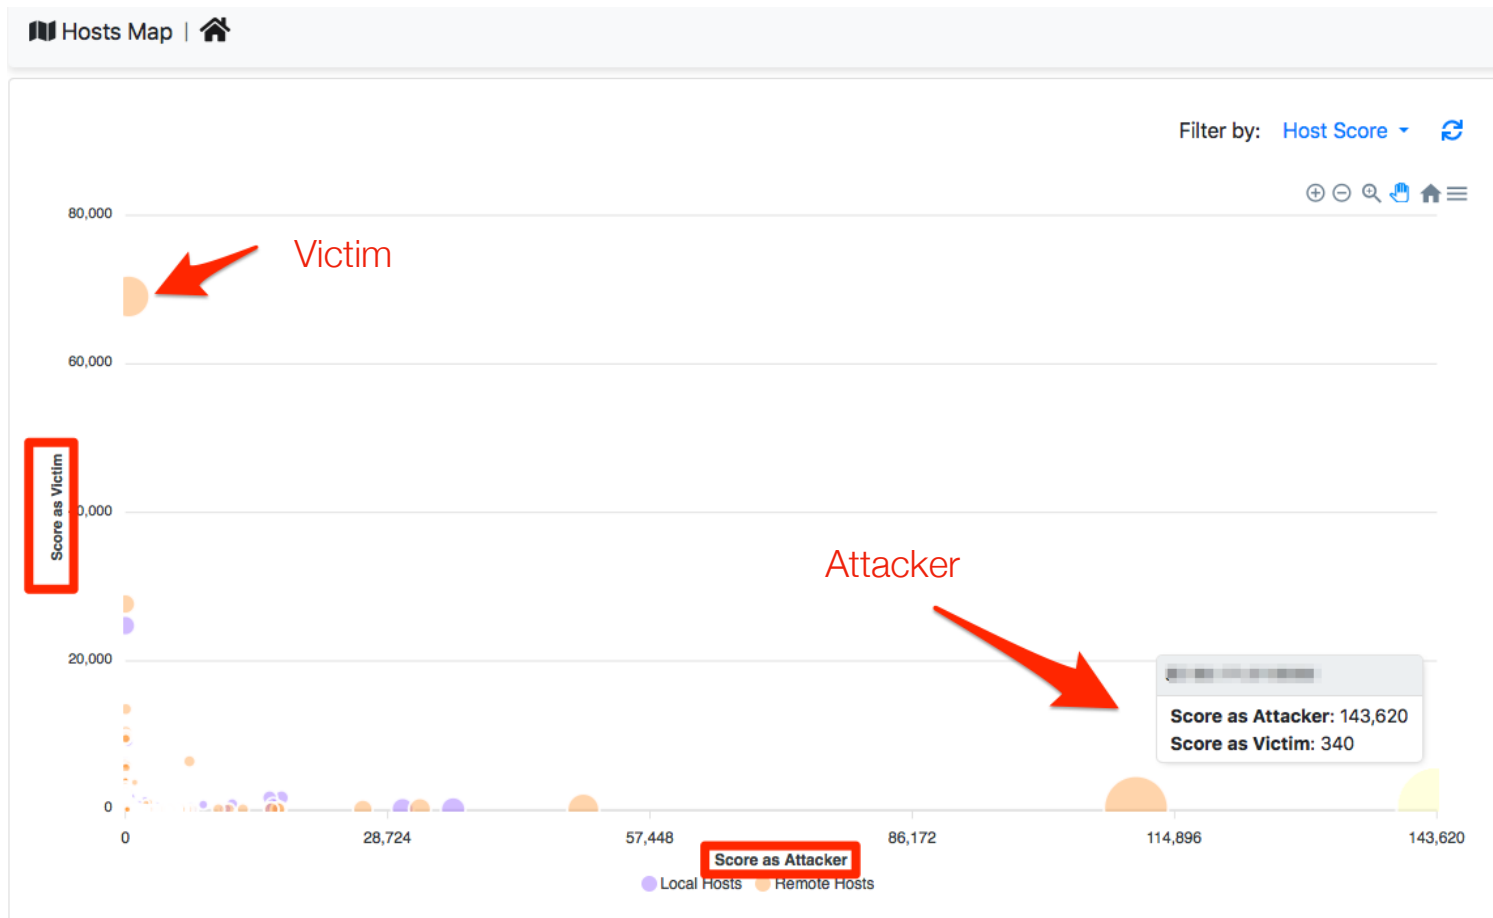 Hosts Map |
Filter by: Host Score
80,000
Victim
60,000
Score as Victim
0,000
Attacker
20,000
Score as Attacker: 143,620
Score as Victim: 340
0
0 28,724 57,448 86,172 114,896 143,620
Score as Attacker
Local Hosts Remote Hosts